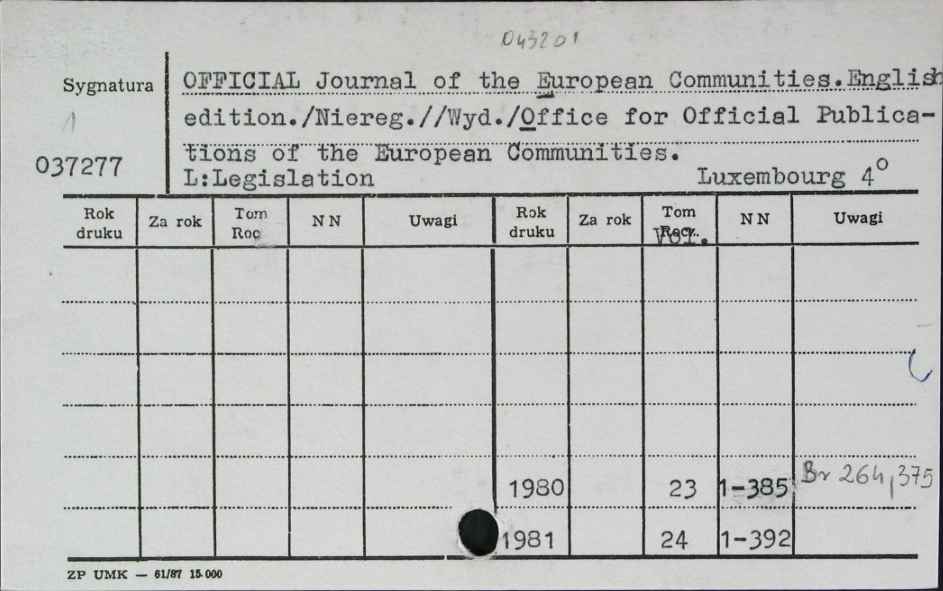 043201
Sygnatura OFFICIAL Journal of the European Communities.English
1 edition./Niereg.//Wyd./Office for Official Publica-
037277 tions of the European Communities.
L:Legislation Luxembourg 4°
Rok druku Za rok Tom Roc NN Uwagi Rok druku Za rok Tom Vol. NN Uwagi
1980 23 1-385 Br 264,375
1981 24 1-392
ZP UMK — 61/87 15.000